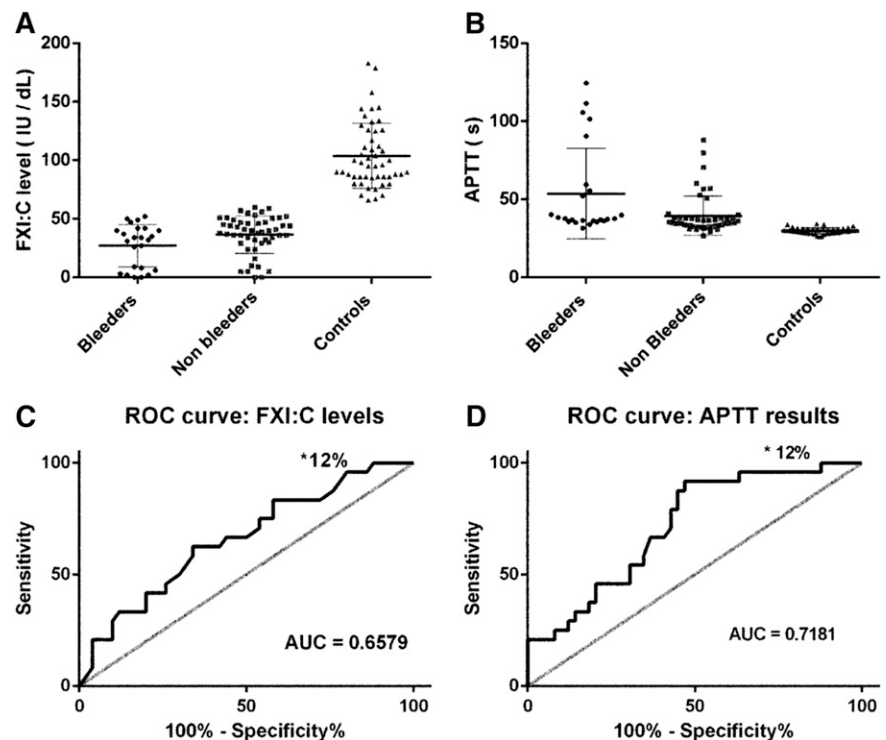 A
FXI:C level ( IU / dL)
200
150
100
50
0
Bleeders
Non bleeders
Controls
B
APTT ( s)
150
100
50
0
Bleeders
Non Bleeders
Controls
C
ROC curve: FXI:C levels
Sensitivity
100
50
0
*12%
AUC = 0.6579
0
50
100
100% - Specificity%
D
ROC curve: APTT results
Sensitivity
100
50
0
* 12%
AUC = 0.7181
0
50
100
100% - Specificity%